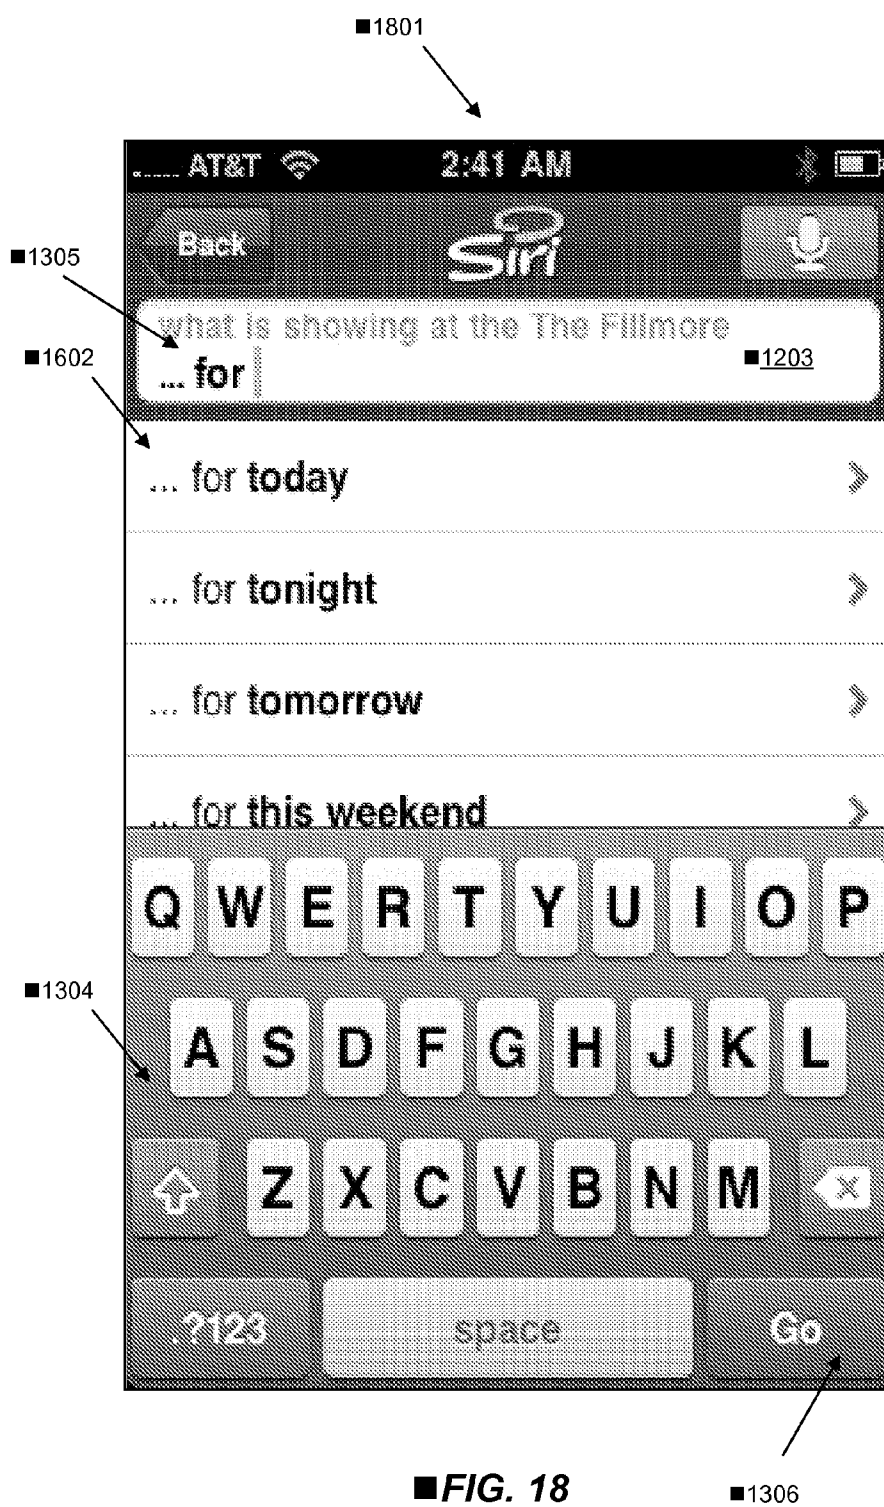 ■1801
AT&T 2:41 AM
Back Siri
■1305
what is showing at the The Fillmore
■1602
... for ■1203
... for today
... for tonight
... for tomorrow
... for this weekend
Q W E R T Y U I O P
■1304
A S D F G H J K L
Z X C V B N M
.?123 space Go
■FIG. 18 ■1306